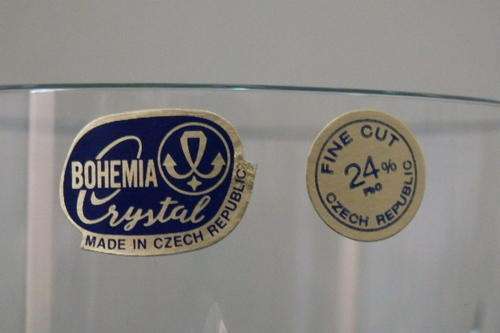 BOHEMIA
Crystal
MADE IN CZECH REPUBLIC
FINE CUT
24%
PbO
CZECH REPUBLIC